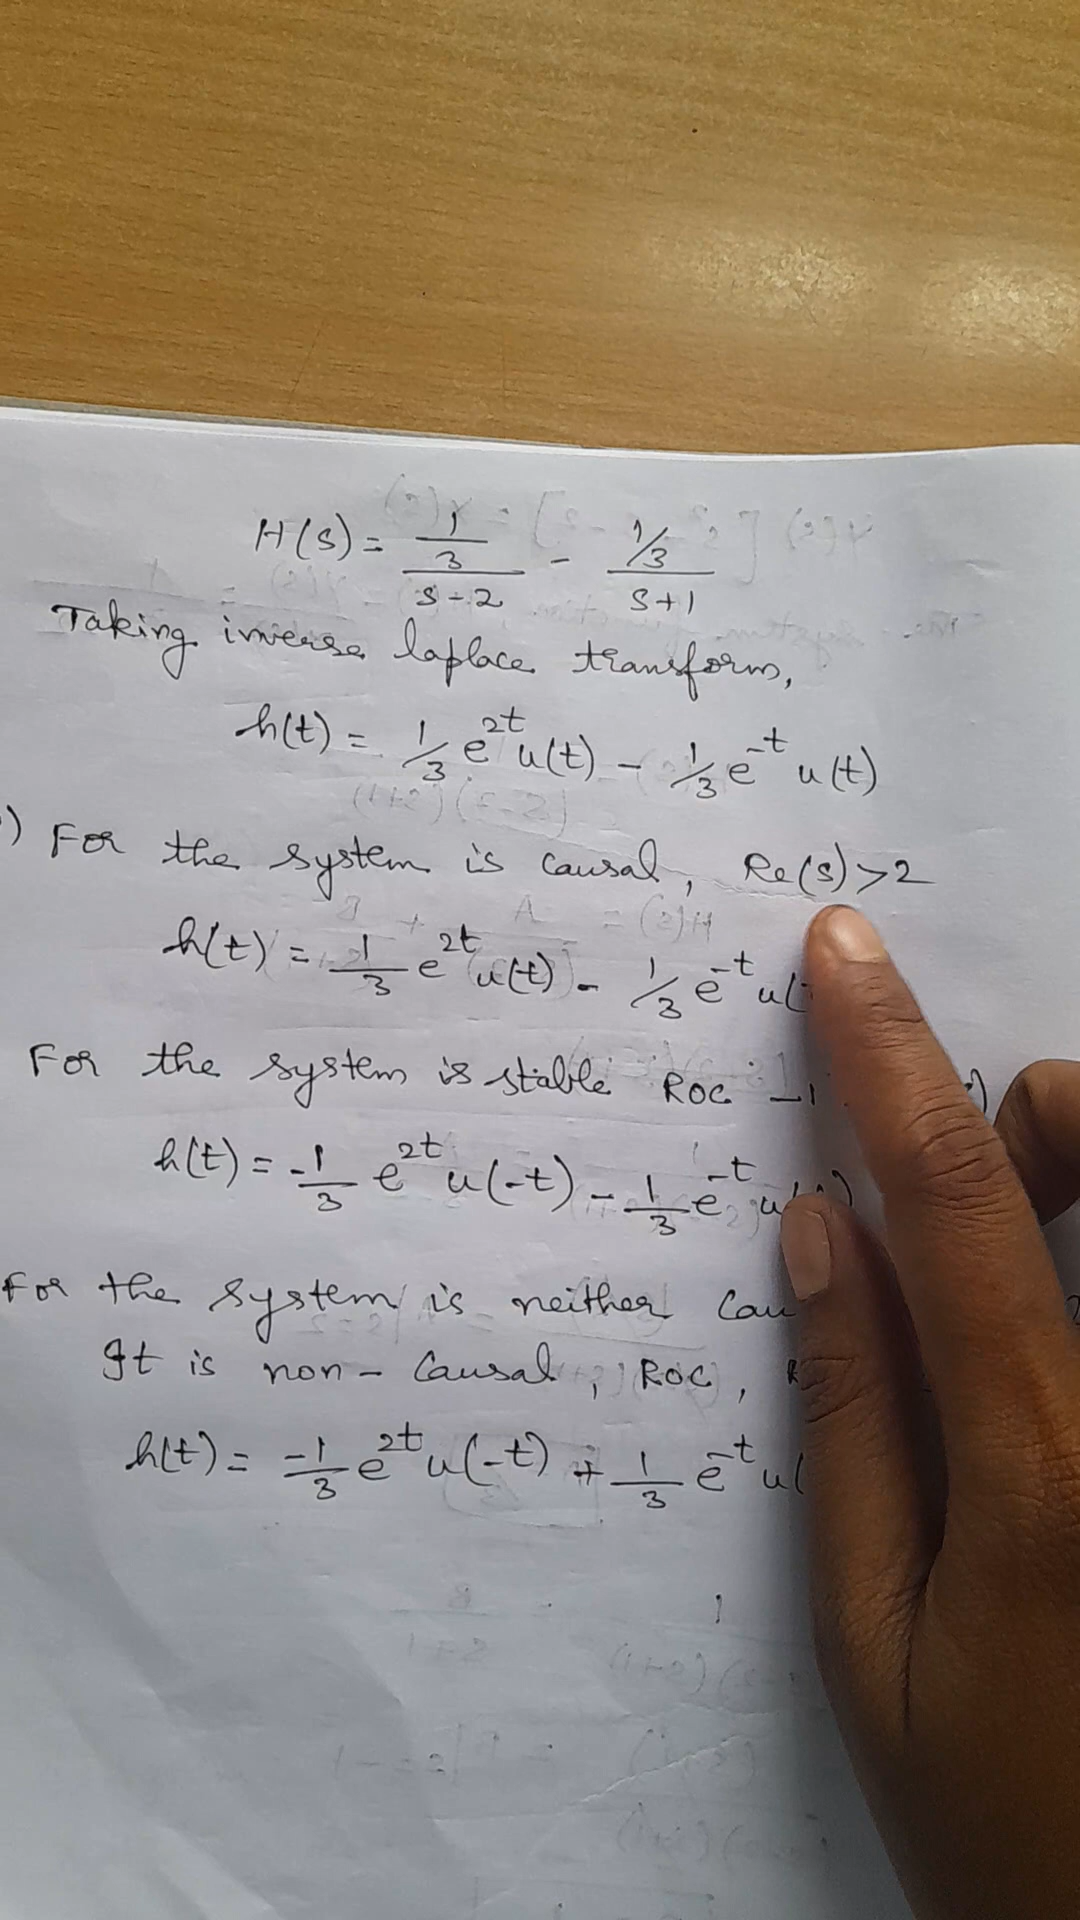 H(s) = 1/3/(s-2) - 1/3/(s+1)
Taking inverse laplace transform,
h(t) = 1/3 e^2t u(t) - 1/3 e^-t u(t)
) For the system is causal, Re(s)>2
h(t) = 1/3 e^2t u(t) - 1/3 e^-t u(t
For the system is stable ROC -1
h(t) = -1/3 e^2t u(-t) - 1/3 e^-t u(t)
For the system is neither cau
It is non-causal, ROC, R
h(t) = -1/3 e^2t u(-t) + 1/3 e^-t u(